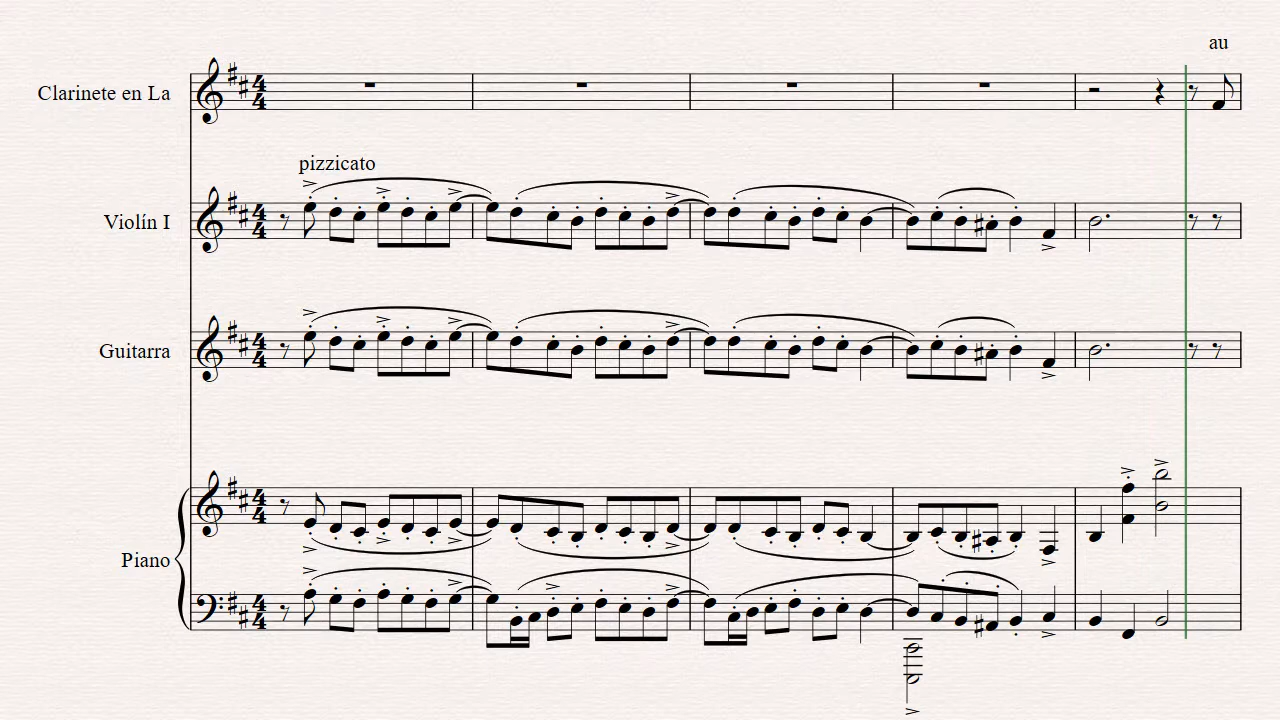 au
Clarinete en La
pizzicato
Violín I
Guitarra
Piano